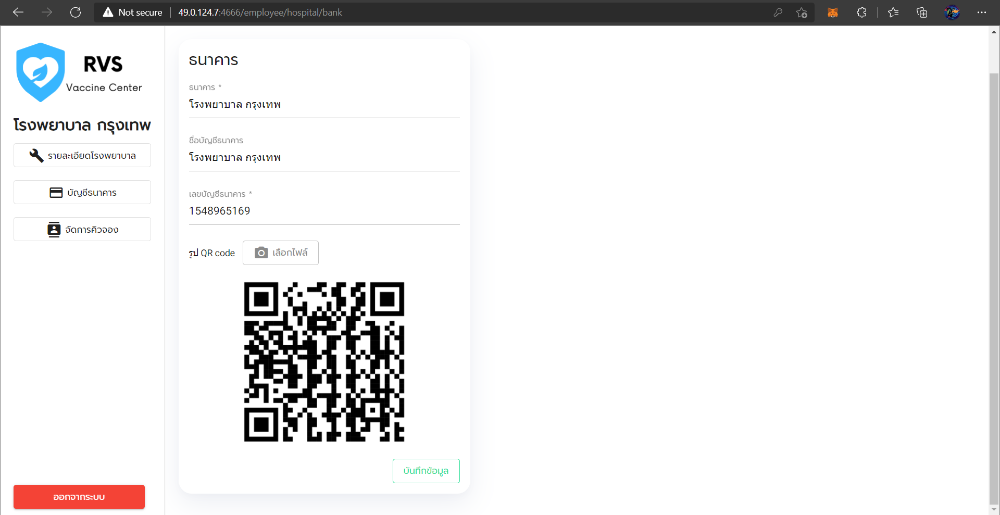 Not secure
49.0.124.7:4666/employee/hospital/bank
RVS
Vaccine Center
โรงพยาบาล กรุงเทพ
รายละเอียดโรงพยาบาล
บัญชีธนาคาร
จัดการคิวจอง
ออกจากระบบ
ธนาคาร
ธนาคาร *
โรงพยาบาล กรุงเทพ
ชื่อบัญชีธนาคาร
โรงพยาบาล กรุงเทพ
เลขบัญชีธนาคาร *
1548965169
รูป QR code
เลือกไฟล์
บันทึกข้อมูล